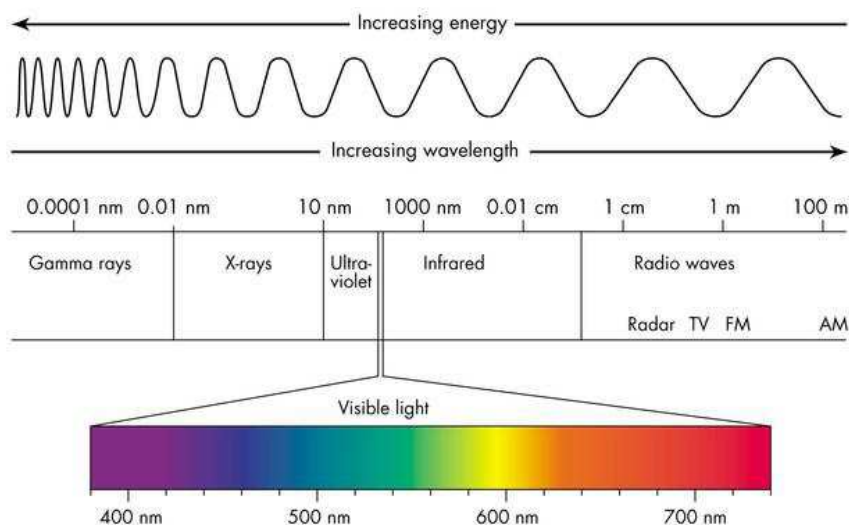 Increasing energy
Increasing wavelength
0.0001 nm 0.01 nm 10 nm 1000 nm 0.01 cm 1 cm 1 m 100 m
Gamma rays X-rays Ultra- Infrared Radio waves
violet
Radar TV FM AM
Visible light
400 nm 500 nm 600 nm 700 nm